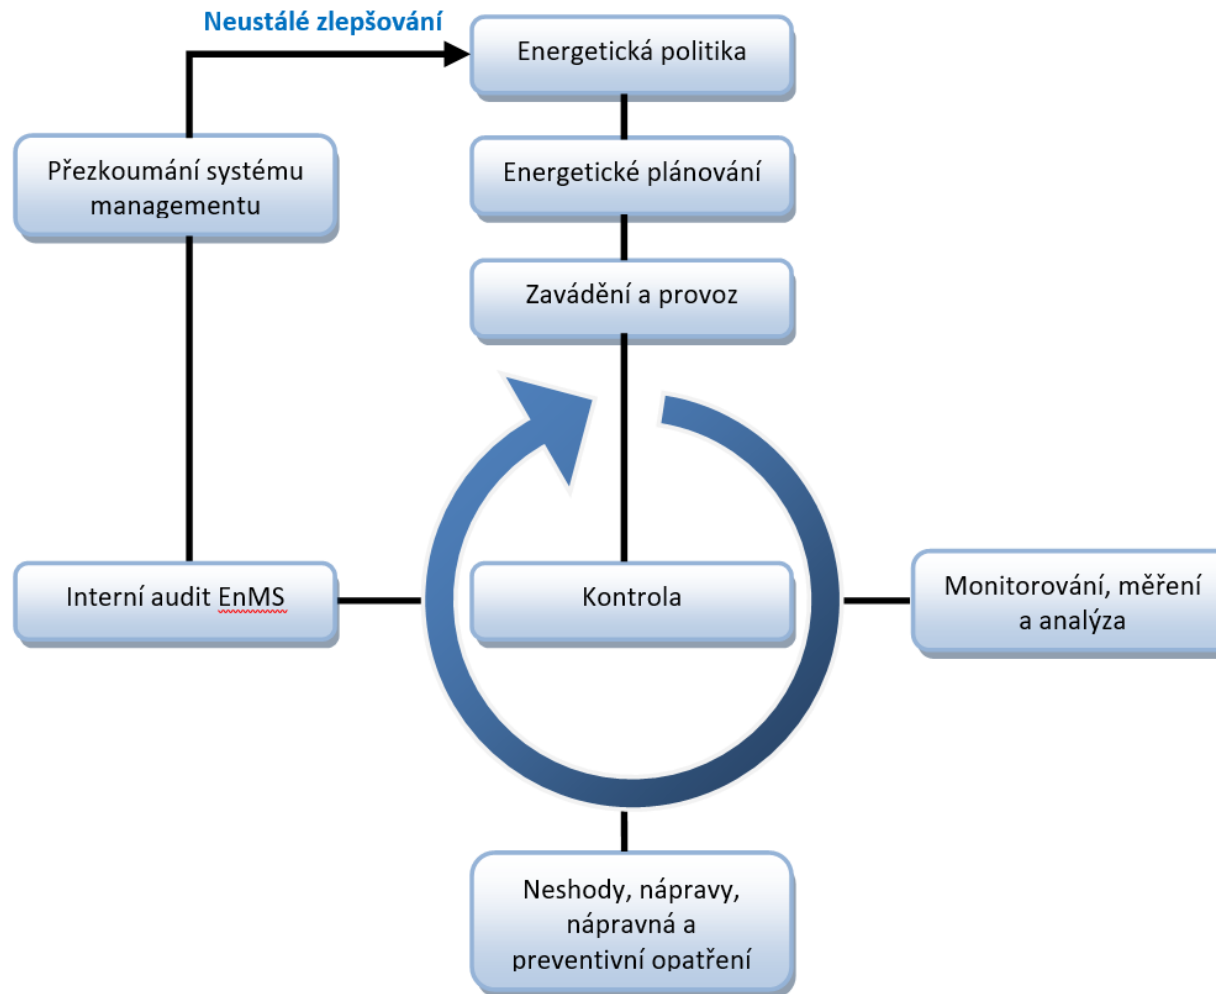 Neustálé zlepšování
Energetická politika
Přezkoumání systému
managementu
Energetické plánování
Zavádění a provoz
Interní audit EnMS
Kontrola
Monitorování, měření
a analýza
Neshody, nápravy,
nápravná a
preventivní opatření